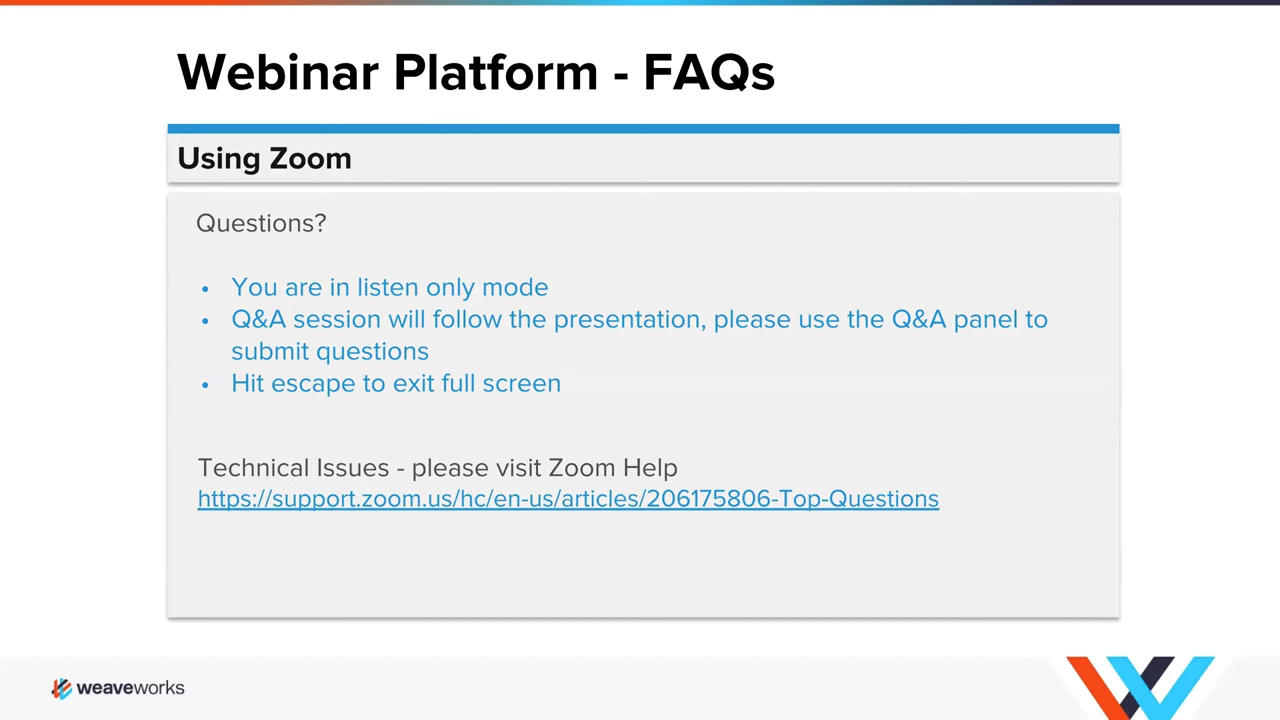 Webinar Platform - FAQs
Using Zoom
Questions?
• You are in listen only mode
• Q&A session will follow the presentation, please use the Q&A panel to
submit questions
• Hit escape to exit full screen
Technical Issues - please visit Zoom Help
https://support.zoom.us/hc/en-us/articles/206175806-Top-Questions
weaveworks